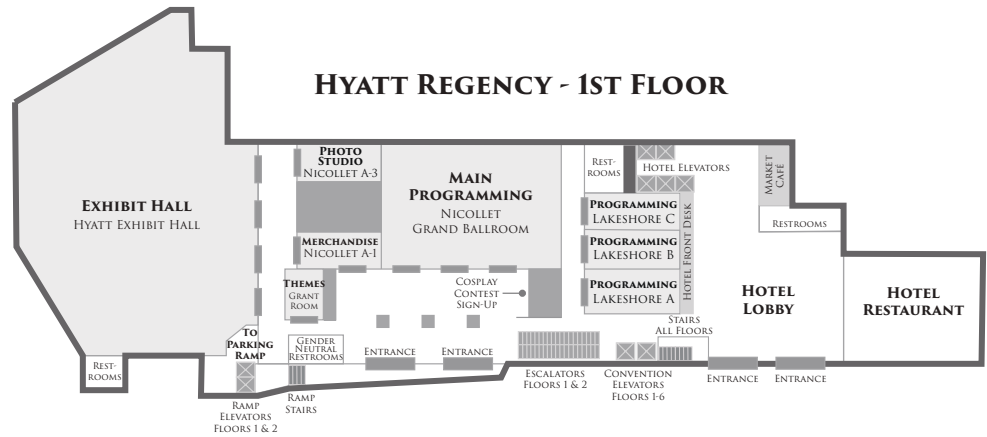 Hyatt Regency - 1st Floor
Exhibit Hall
Hyatt Exhibit Hall
Photo
Studio
Nicollet A-3
Main
Programming
Nicollet
Grand Ballroom
Merchandise
Nicollet A-1
Themes
Grant
Room
Cosplay
Contest
Sign-Up
Rest-
rooms
Hotel Elevators
Programming
Lakeshore C
Programming
Lakeshore B
Programming
Lakeshore A
Hotel Front Desk
Market
Café
Restrooms
Hotel
Lobby
Hotel
Restaurant
Stairs
All Floors
To
Parking
Ramp
Gender
Neutral
Restrooms
Entrance
Entrance
Rest-
rooms
Ramp
Elevators
Floors 1 & 2
Ramp
Stairs
Escalators
Floors 1 & 2
Convention
Elevators
Floors 1-6
Entrance
Entrance